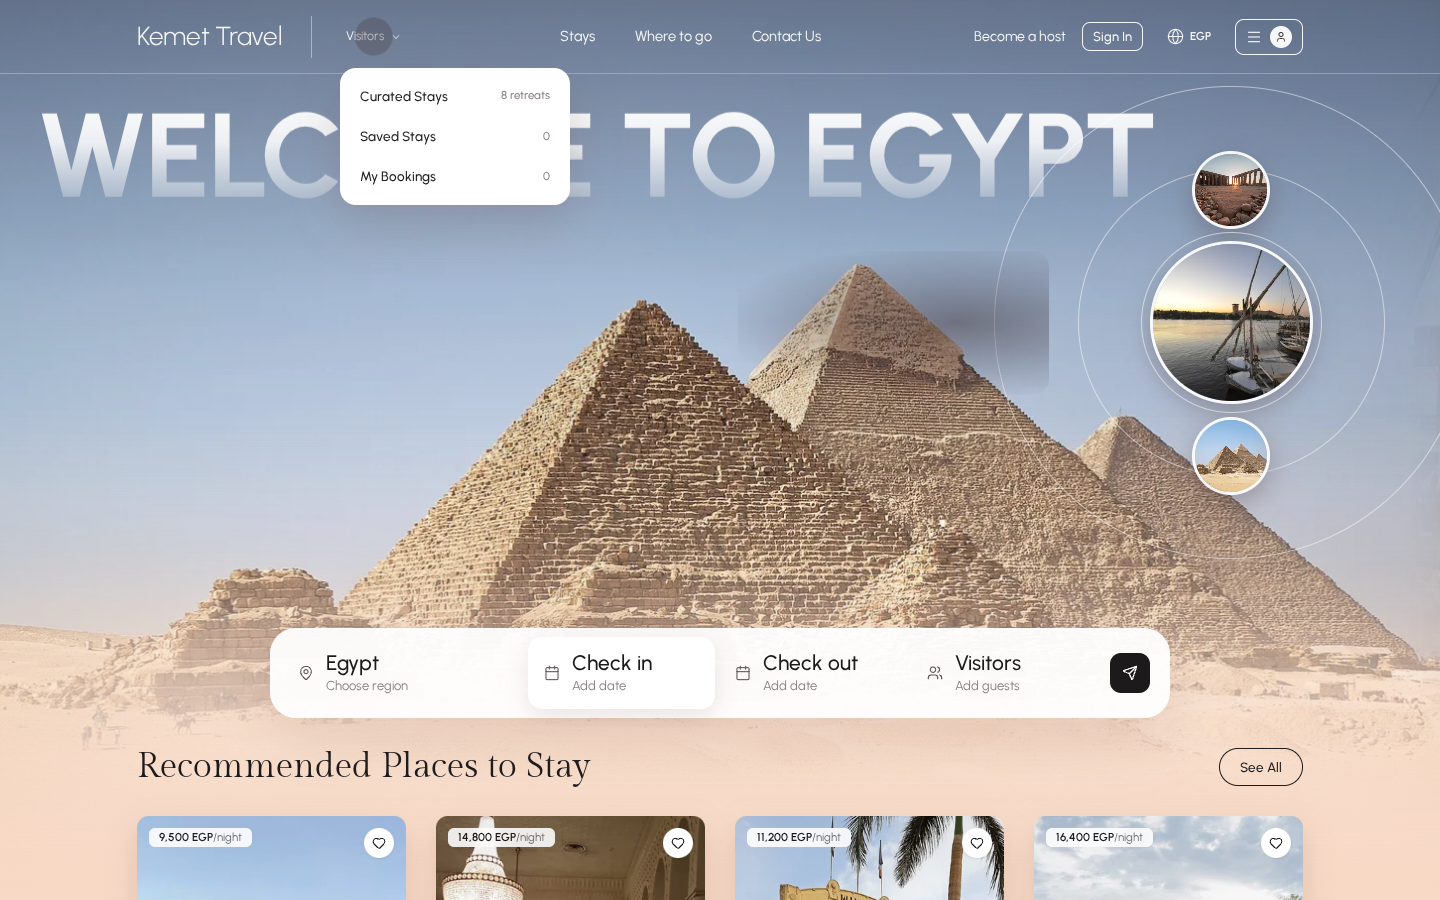 Kemet Travel
Visitors
Stays
Where to go
Contact Us
Become a host
Sign In
EGP
Curated Stays 8 retreats
Saved Stays 0
My Bookings 0
WELC E TO EGYPT
Egypt
Choose region
Check in
Add date
Check out
Add date
Visitors
Add guests
Recommended Places to Stay
See All
9,500 EGP/night
14,800 EGP/night
11,200 EGP/night
16,400 EGP/night